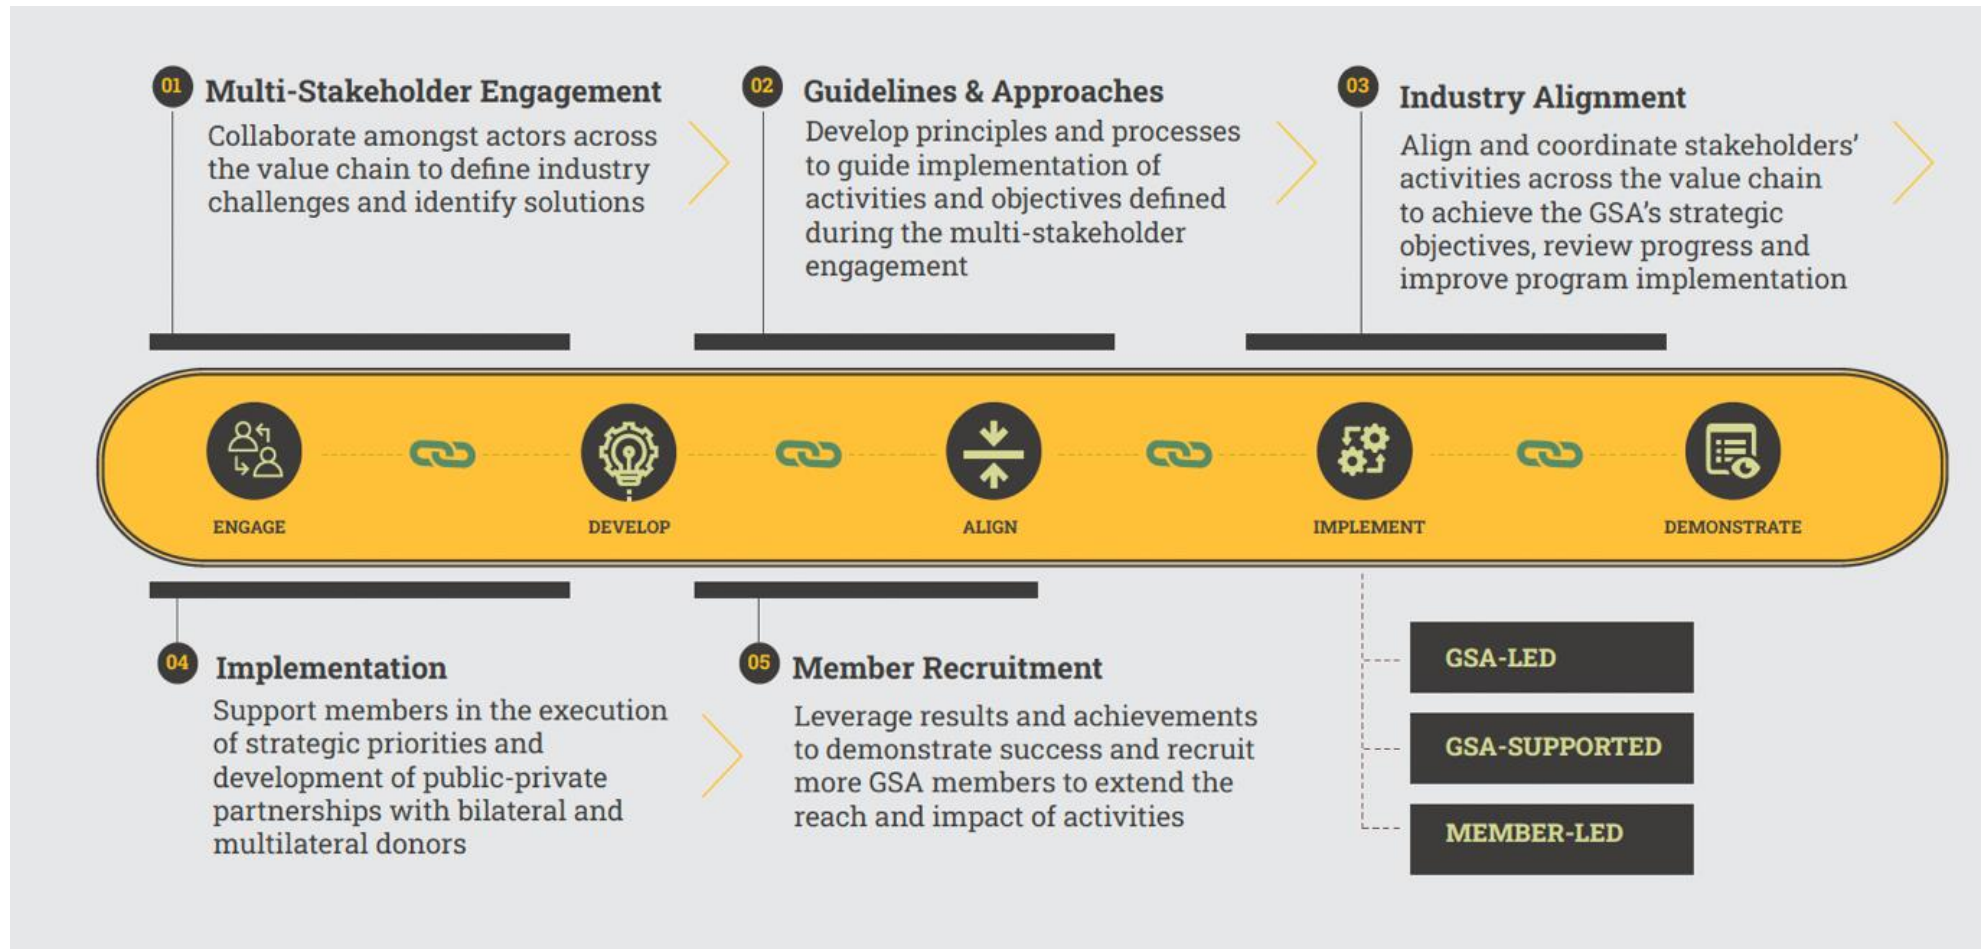 01
Multi-Stakeholder Engagement
Collaborate amongst actors across
the value chain to define industry
challenges and identify solutions
02
Guidelines & Approaches
Develop principles and processes
to guide implementation of
activities and objectives defined
during the multi-stakeholder
engagement
03
Industry Alignment
Align and coordinate stakeholders’
activities across the value chain
to achieve the GSA’s strategic
objectives, review progress and
improve program implementation
ENGAGE
DEVELOP
ALIGN
IMPLEMENT
DEMONSTRATE
04
Implementation
Support members in the execution
of strategic priorities and
development of public-private
partnerships with bilateral and
multilateral donors
05
Member Recruitment
Leverage results and achievements
to demonstrate success and recruit
more GSA members to extend the
reach and impact of activities
GSA-LED
GSA-SUPPORTED
MEMBER-LED